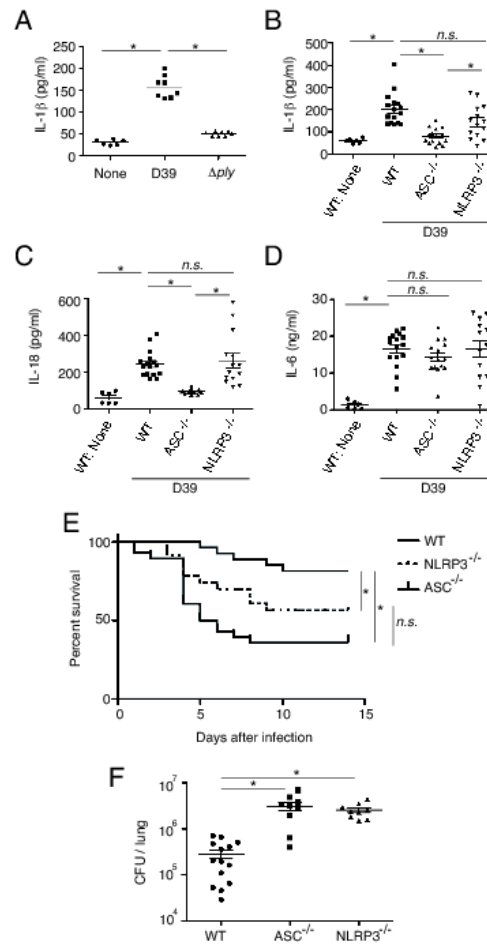 A
IL-1β (pg/ml)
250
200
150
100
50
0
*
*
None
D39
Δply
B
IL-1β (pg/ml)
500
400
300
200
100
0
*
n.s.
*
*
WT: None
WT
ASC-/-
NLRP3-/-
D39
C
IL-18 (pg/ml)
600
400
200
0
*
n.s.
*
*
WT: None
WT
ASC-/-
NLRP3-/-
D39
D
IL-6 (ng/ml)
30
20
10
0
*
n.s.
n.s.
WT: None
WT
ASC-/-
NLRP3-/-
D39
E
Percent survival
100
50
0
0
5
10
15
Days after infection
WT
NLRP3-/-
ASC-/-
*
*
n.s.
F
CFU / lung
10^7
10^6
10^5
10^4
*
*
WT
ASC-/-
NLRP3-/-